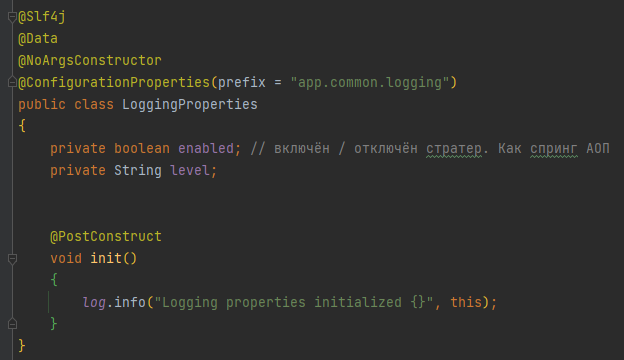 @Slf4j
@Data
@NoArgsConstructor
@ConfigurationProperties(prefix = "app.common.logging")
public class LoggingProperties
{
    private boolean enabled; // включён / отключён стратер. Как спринг АОП
    private String level;
    @PostConstruct
    void init()
    {
        log.info("Logging properties initialized {}", this);
    }
}